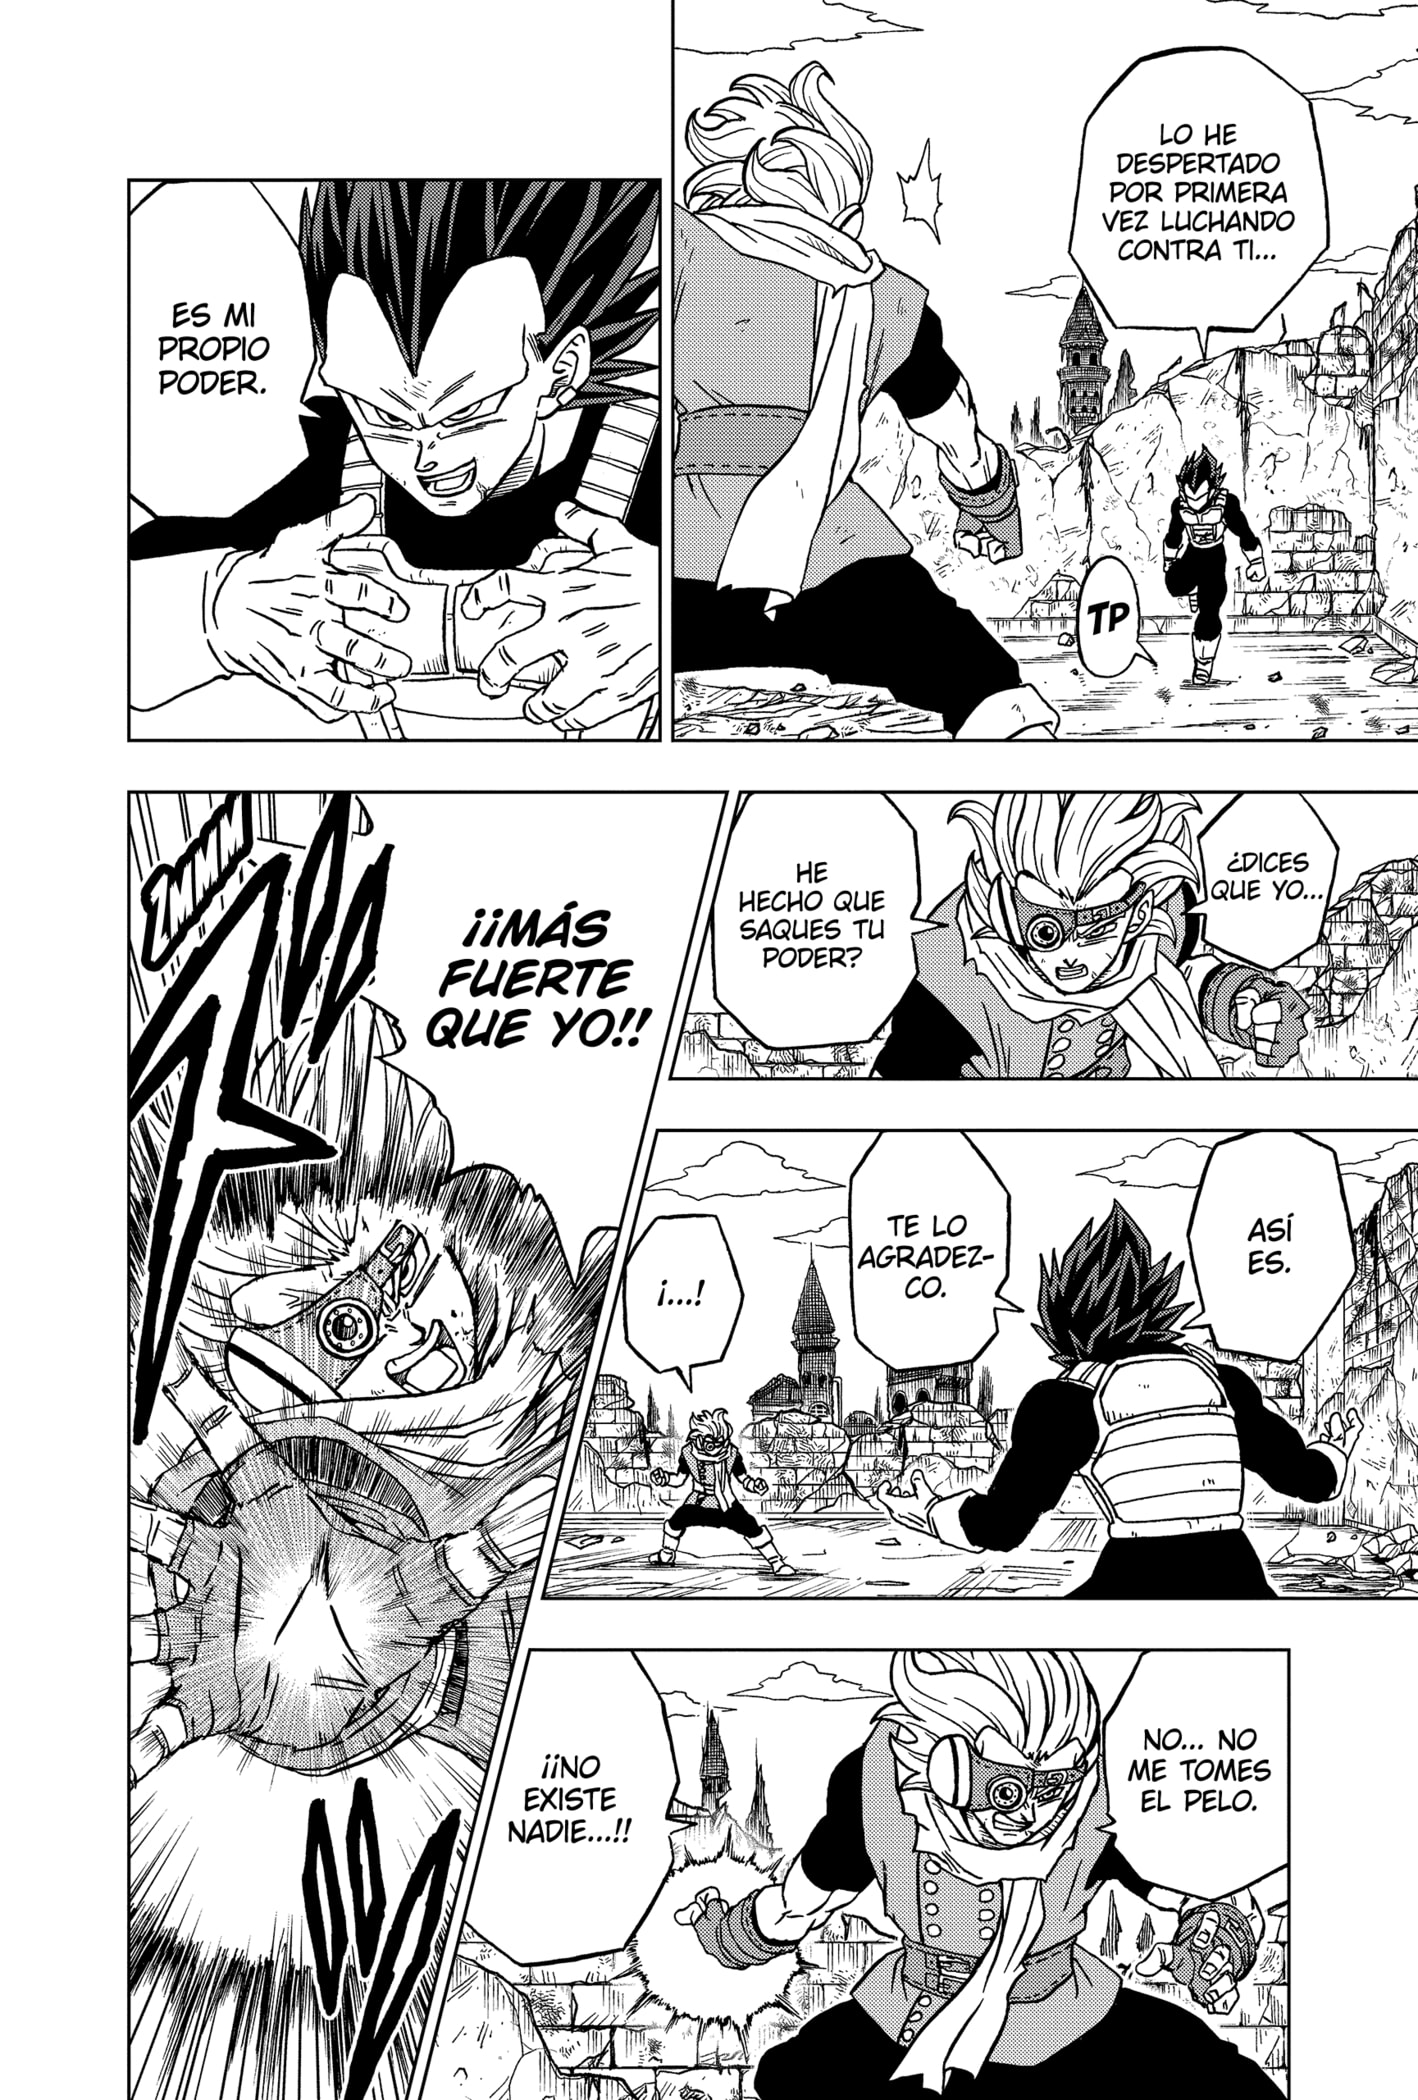 LO HE
DESPERTADO
POR PRIMERA
VEZ LUCHANDO
CONTRA TI...
TP
ES MI
PROPIO
PODER.
¿DICES
QUE YO...
HE
HECHO QUE
SAQUES TU
PODER?
ASÍ
ES.
TE LO
AGRADEZ-
CO.
¡...!
NO... NO
ME TOMES
EL PELO.
¡¡NO
EXISTE
NADIE...!!
¡¡MÁS
FUERTE
QUE YO!!